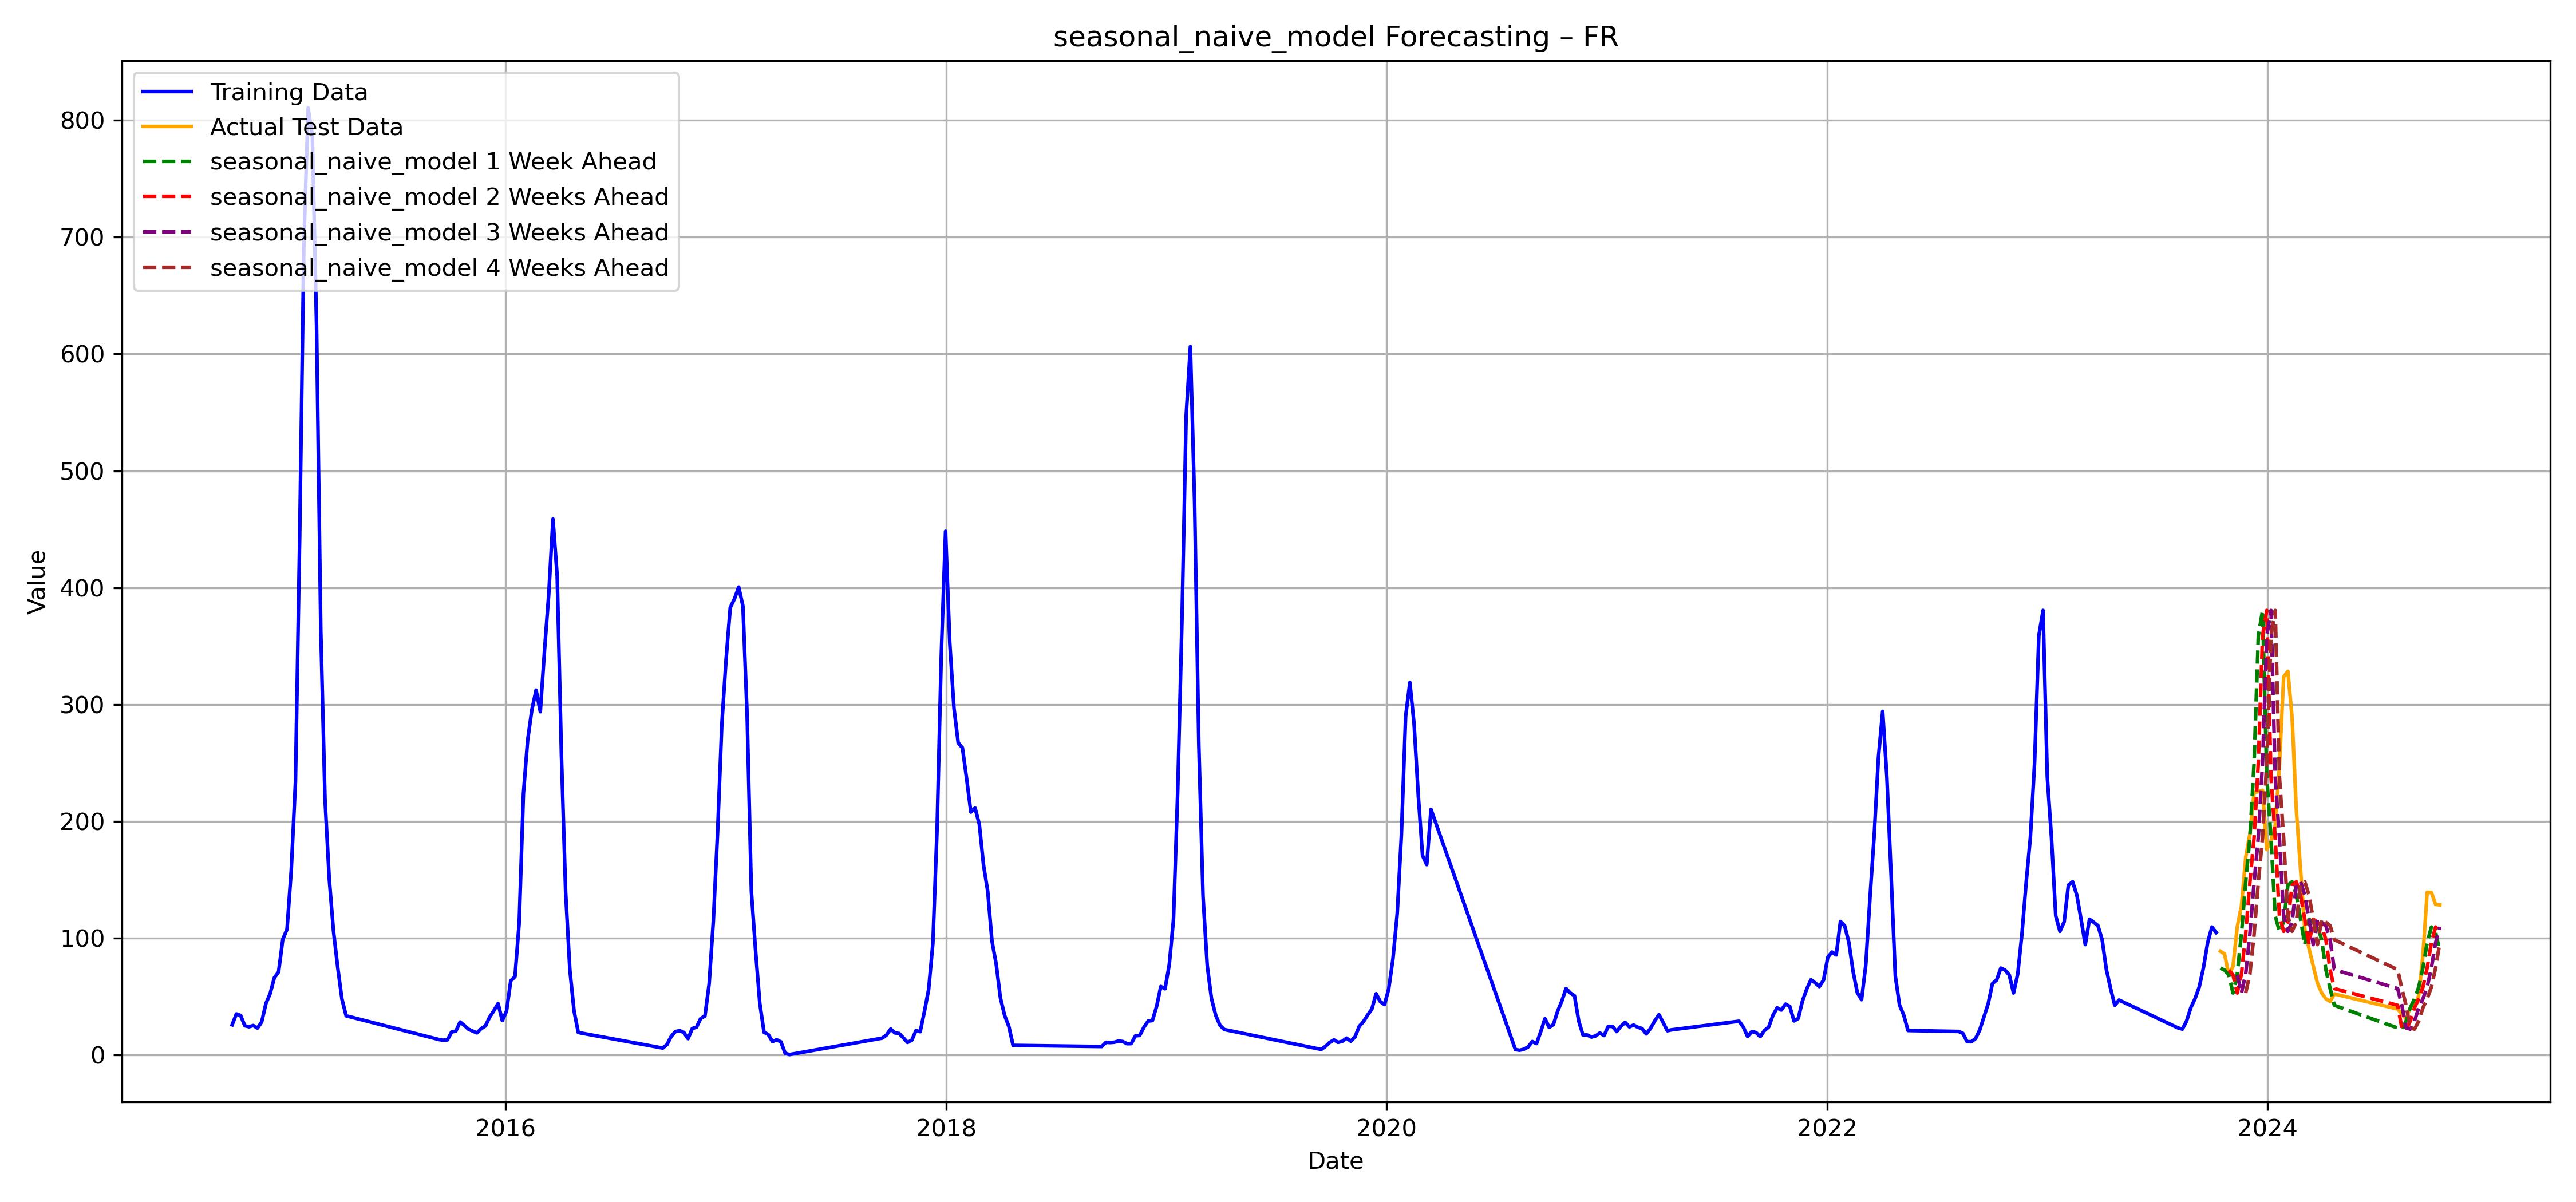 seasonal_naive_model Forecasting – FR
Training Data
Actual Test Data
seasonal_naive_model 1 Week Ahead
seasonal_naive_model 2 Weeks Ahead
seasonal_naive_model 3 Weeks Ahead
seasonal_naive_model 4 Weeks Ahead
Value
800
700
600
500
400
300
200
100
0
2016 2018 2020 2022 2024
Date